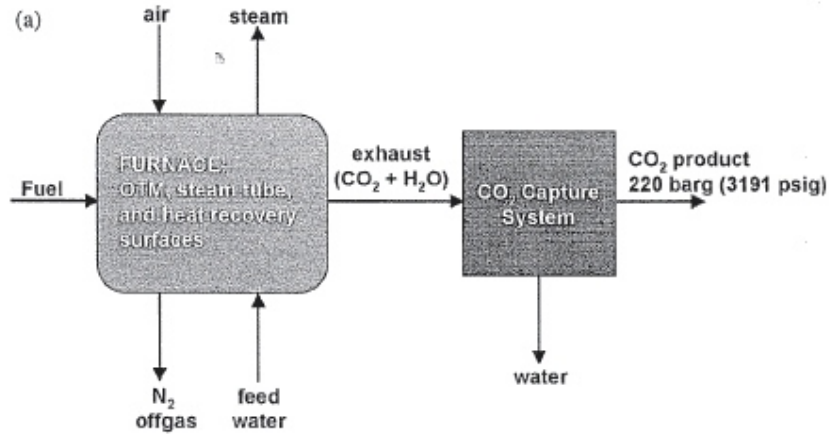 (a)
air
steam
Fuel
FURNACE:
OTM, steam tube,
and heat recovery
surfaces
exhaust
(CO₂ + H₂O)
CO₂ Capture
System
CO₂ product
220 barg (3191 psig)
N₂
offgas
feed
water
water